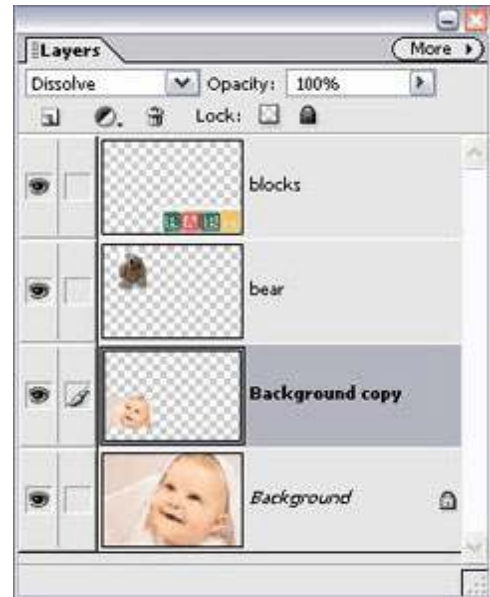 Layers
More
Dissolve Opacity: 100%
Lock:
blocks
bear
Background copy
Background